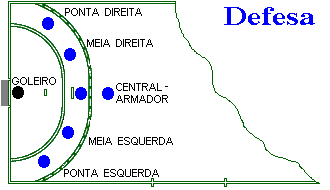 PONTA DIREITA
Defesa
MEIA DIREITA
GOLEIRO
CENTRAL -
ARMADOR
MEIA ESQUERDA
PONTA ESQUERDA